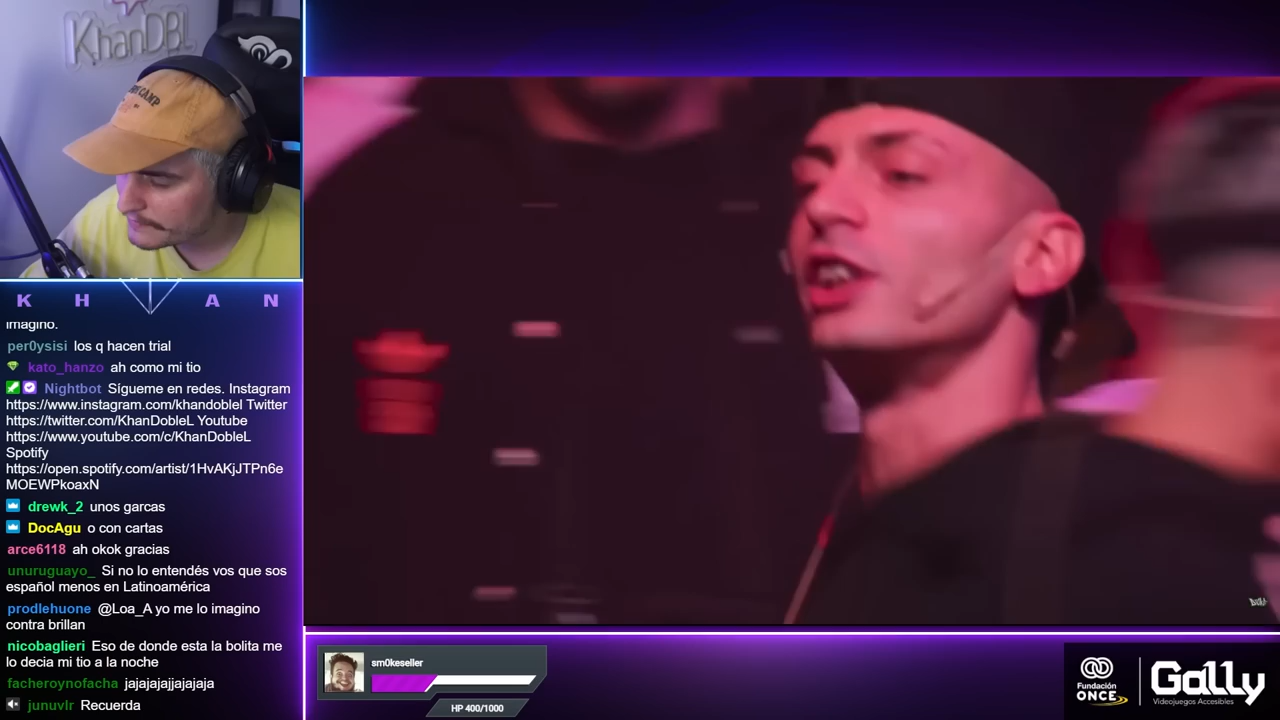 KhanDBL
CAMP
K H A N
imagino.
per0ysisi los q hacen trial
kato_hanzo ah como mi tio
Nightbot Sígueme en redes. Instagram
https://www.instagram.com/khandoblel Twitter
https://twitter.com/KhanDobleL Youtube
https://www.youtube.com/c/KhanDobleL
Spotify
https://open.spotify.com/artist/1HvAKjJTPn6e
MOEWPkoaxN
drewk_2 unos garcas
DocAgu o con cartas
arce6118 ah okok gracias
unuruguayo_ Si no lo entendés vos que sos
español menos en Latinoamérica
prodlehuone @Loa_A yo me lo imagino
contra brillan
nicobaglieri Eso de donde esta la bolita me
lo decia mi tio a la noche
facheroynofacha jajajajajjajajaja
junuvlr Recuerda
sm0keseller
HP 400/1000
Fundación
ONCE
Gally
Videojuegos Accesibles